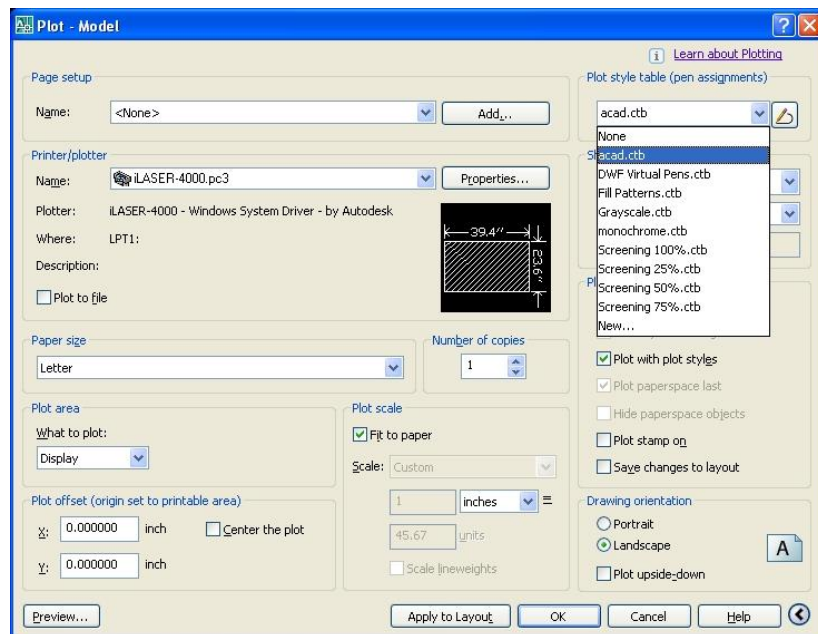 Plot - Model
Learn about Plotting
Page setup
Name: <None> Add...
Plot style table (pen assignments)
acad.ctb
None
acad.ctb
DWF Virtual Pens.ctb
Fill Patterns.ctb
Grayscale.ctb
monochrome.ctb
Screening 100%.ctb
Screening 25%.ctb
Screening 50%.ctb
Screening 75%.ctb
New...
Printer/plotter
Name: iLASER-4000.pc3 Properties...
Plotter: iLASER-4000 - Windows System Driver - by Autodesk
Where: LPT1:
Description:
Plot to file
39.4"
23.6"
Paper size
Letter
Number of copies
1
Plot with plot styles
Plot paperspace last
Hide paperspace objects
Plot stamp on
Save changes to layout
Plot area
What to plot:
Display
Plot scale
Fit to paper
Scale: Custom
1 inches =
45.67 units
Scale lineweights
Plot offset (origin set to printable area)
X: 0.000000 inch Center the plot
Y: 0.000000 inch
Drawing orientation
Portrait
Landscape
Plot upside-down
A
Preview... Apply to Layout OK Cancel Help